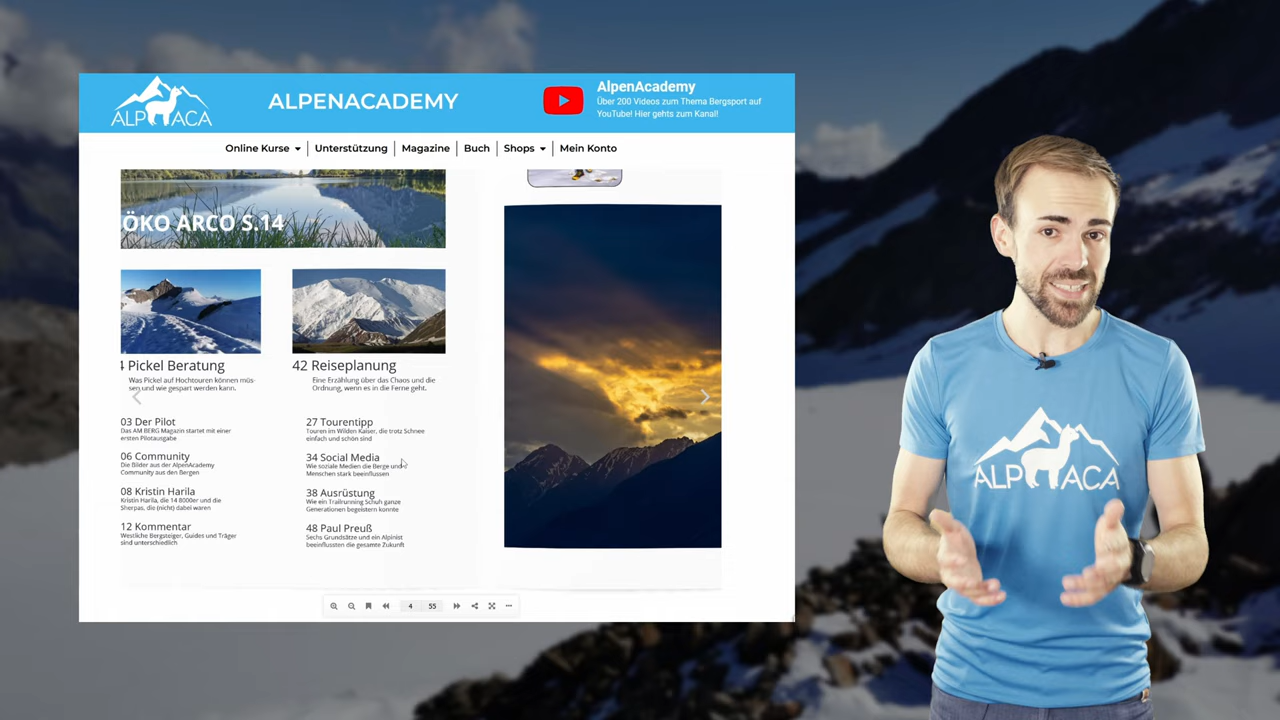 ALPACA
ALPENACADEMY
AlpenAcademy
Über 200 Videos zum Thema Bergsport auf
YouTube! Hier gehts zum Kanal!
Online Kurse
Unterstützung
Magazine
Buch
Shops
Mein Konto
ÖKO ARCO S.14
4 Pickel Beratung
Was Pickel auf Hochtouren können müs-
sen und wie gespart werden kann.
42 Reiseplanung
Eine Erzählung über das Chaos und die
Ordnung, wenn es in die Ferne geht.
03 Der Pilot
Das AM BERG Magazin startet mit einer
ersten Pilotausgabe
06 Community
Die Bilder aus der AlpenAcademy
Community aus den Bergen
08 Kristin Harila
Kristin Harila, die 14 8000er und die
Sherpas, die (nicht) dabei waren
12 Kommentar
Westliche Bergsteiger, Guides und Träger
sind unterschiedlich
27 Tourentipp
Touren im Wilden Kaiser, die trotz Schnee
einfach und schön sind
34 Social Media
Wie soziale Medien die Berge und
Menschen stark beeinflussen
38 Ausrüstung
Wie ein Trailrunning Schuh ganze
Generationen begeistern konnte
48 Paul Preuß
Sechs Grundsätze und ein Alpinist
beeinflussten die gesamte Zukunft
4 55
ALPACA